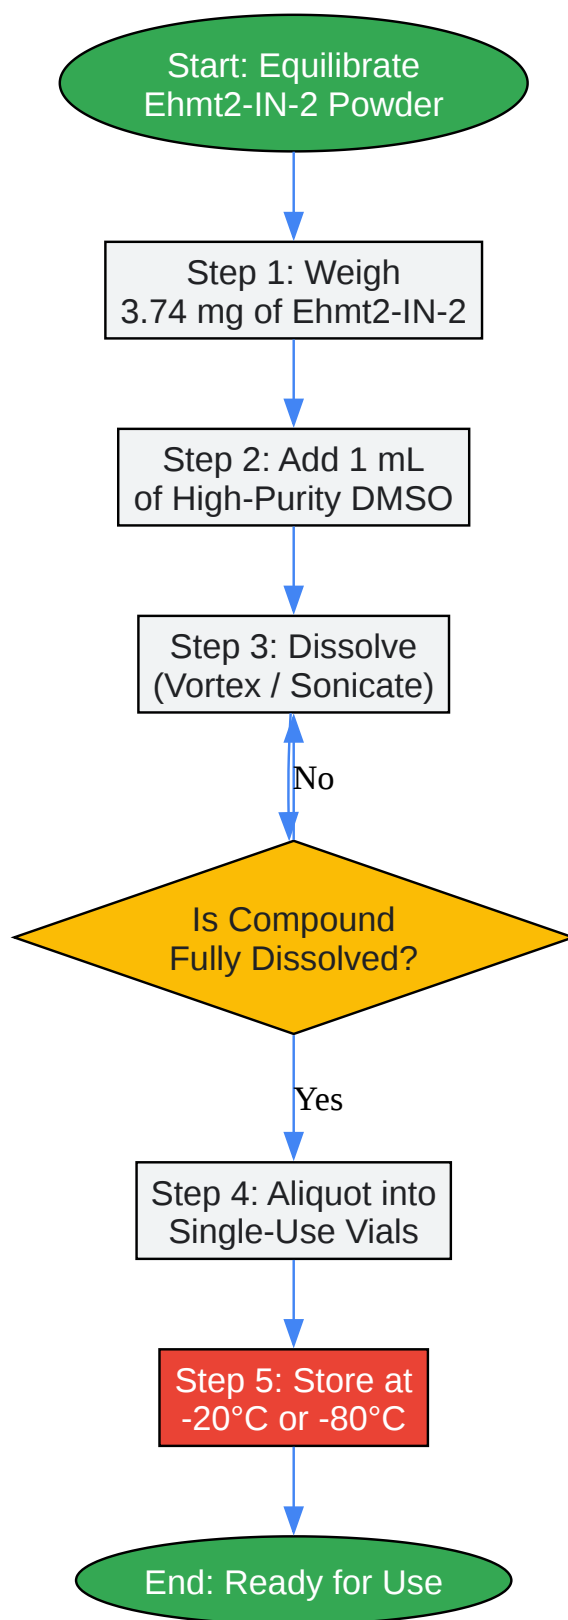 Start: Equilibrate
Ehmt2-IN-2 Powder
Step 1: Weigh
3.74 mg of Ehmt2-IN-2
Step 2: Add 1 mL
of High-Purity DMSO
Step 3: Dissolve
(Vortex / Sonicate)
No
Is Compound
Fully Dissolved?
Yes
Step 4: Aliquot into
Single-Use Vials
Step 5: Store at
-20°C or -80°C
End: Ready for Use